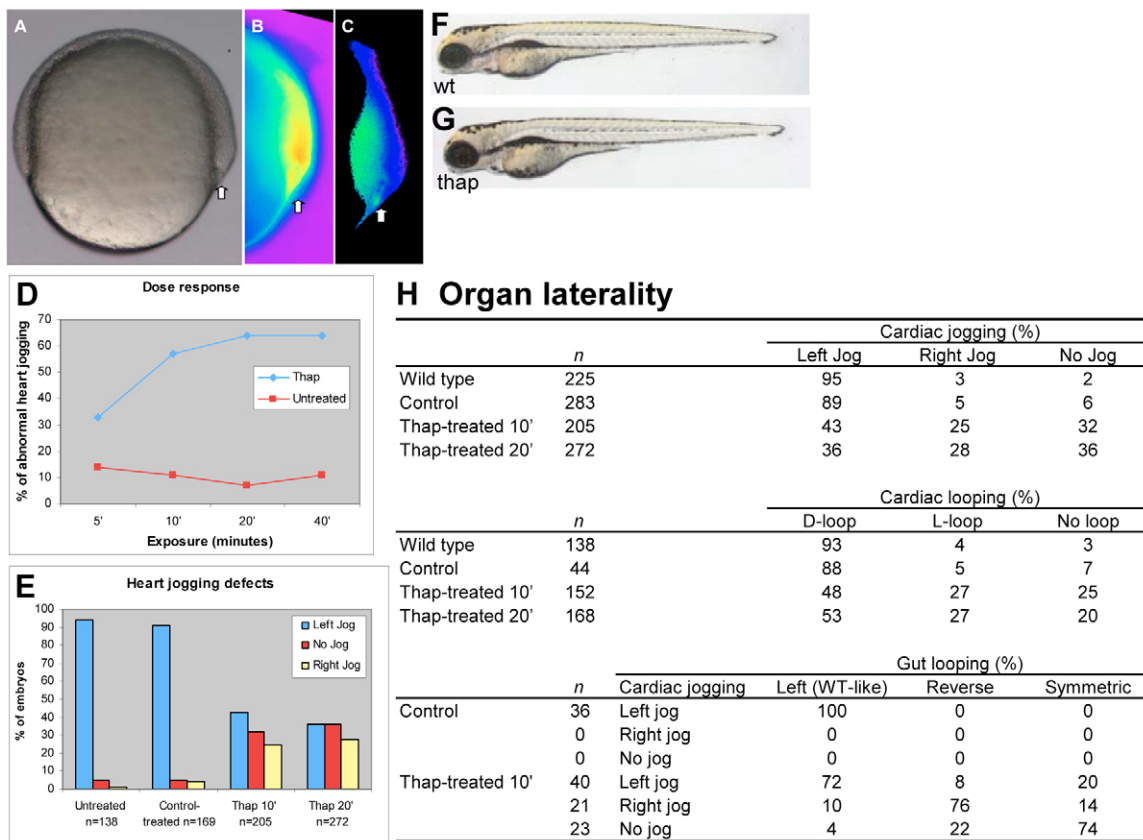 A
B
C
F
wt
G
thap
D
Dose response
% of abnormal heart jogging
70
60
50
40
30
20
10
0
Thap
Untreated
5' 10' 20' 40'
Exposure (minutes)
E
Heart jogging defects
% of embryos
100
90
80
70
60
50
40
30
20
10
0
Left Jog
No Jog
Right Jog
Untreated Control- Thap 10' Thap 20'
n=138 treated n=169 n=205 n=272
H Organ laterality
Cardiac jogging (%)
n Left Jog Right Jog No Jog
Wild type 225 95 3 2
Control 283 89 5 6
Thap-treated 10' 205 43 25 32
Thap-treated 20' 272 36 28 36
Cardiac looping (%)
n D-loop L-loop No loop
Wild type 138 93 4 3
Control 44 88 5 7
Thap-treated 10' 152 48 27 25
Thap-treated 20' 168 53 27 20
Gut looping (%)
n Cardiac jogging Left (WT-like) Reverse Symmetric
Control 36 Left jog 100 0 0
0 Right jog 0 0 0
0 No jog 0 0 0
Thap-treated 10' 40 Left jog 72 8 20
21 Right jog 10 76 14
23 No jog 4 22 74